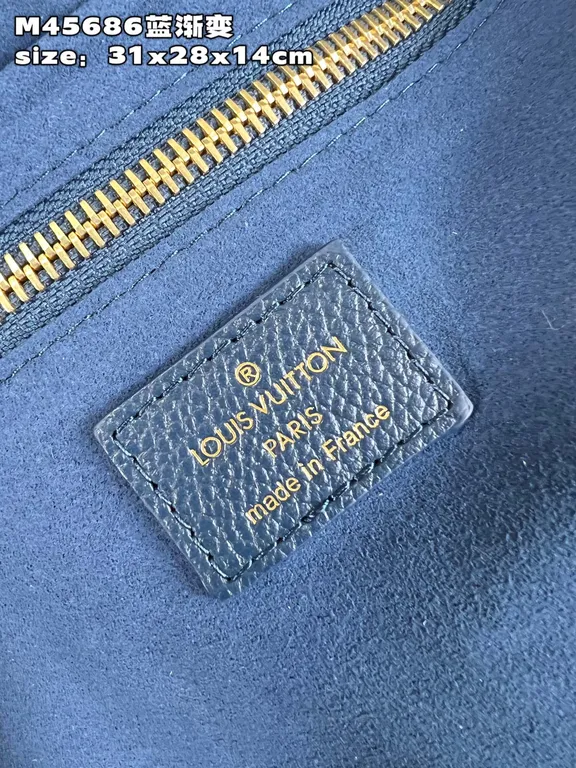 M45686蓝渐变
size：31x28x14cm
®
LOUIS VUITTON
PARIS
made in France